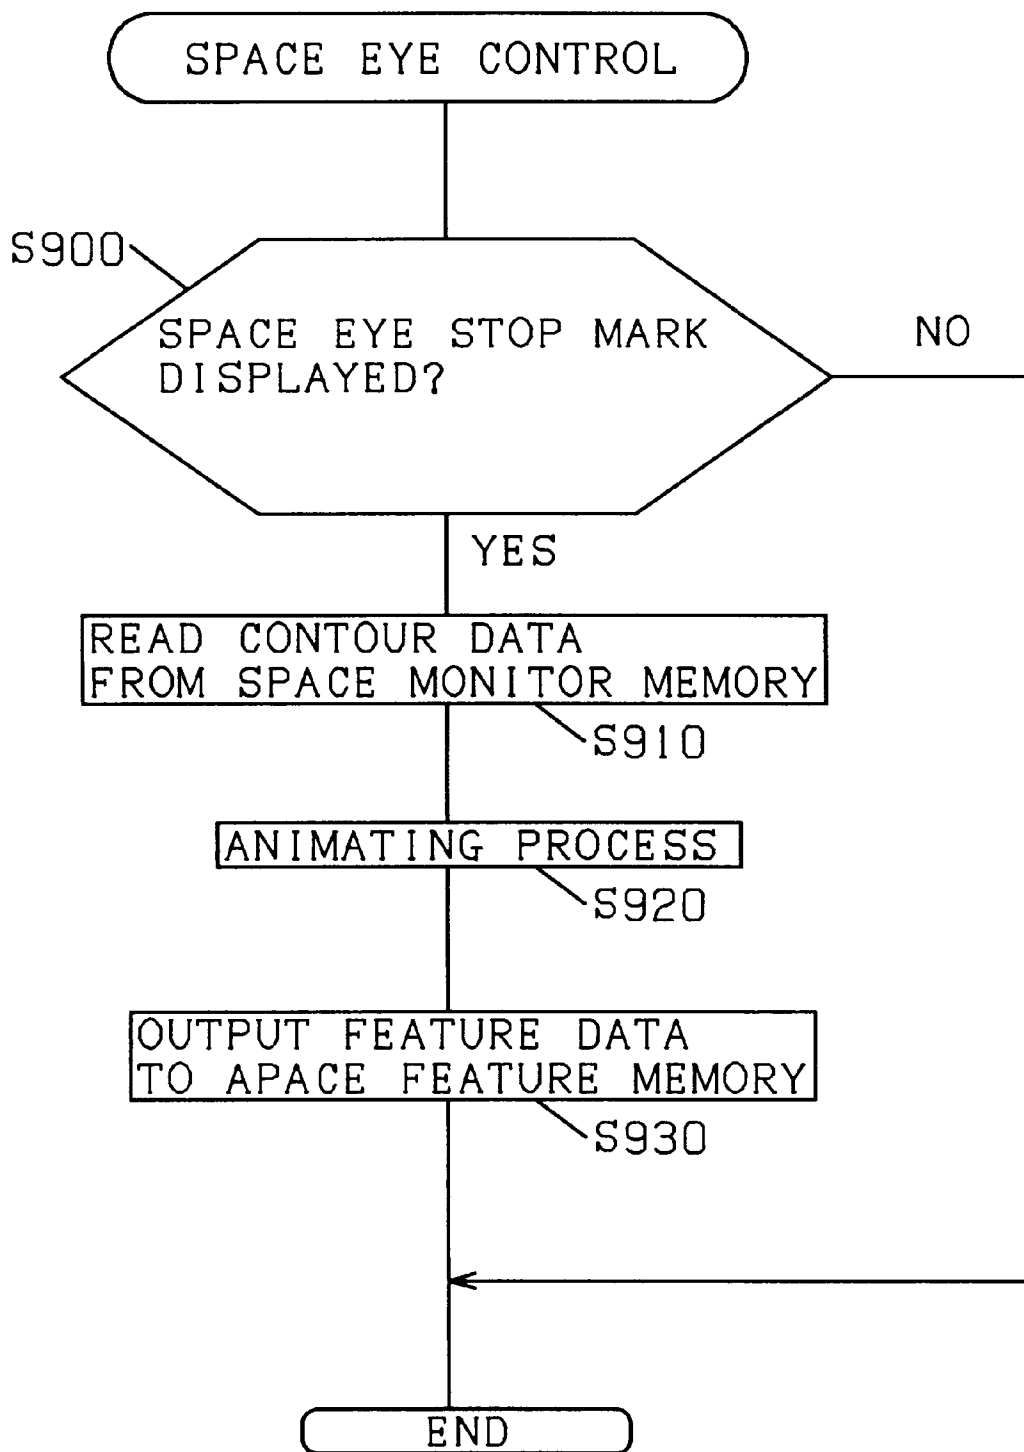 SPACE EYE CONTROL
S900
SPACE EYE STOP MARK
DISPLAYED?
NO
YES
READ CONTOUR DATA
FROM SPACE MONITOR MEMORY
S910
ANIMATING PROCESS
S920
OUTPUT FEATURE DATA
TO APACE FEATURE MEMORY
S930
END